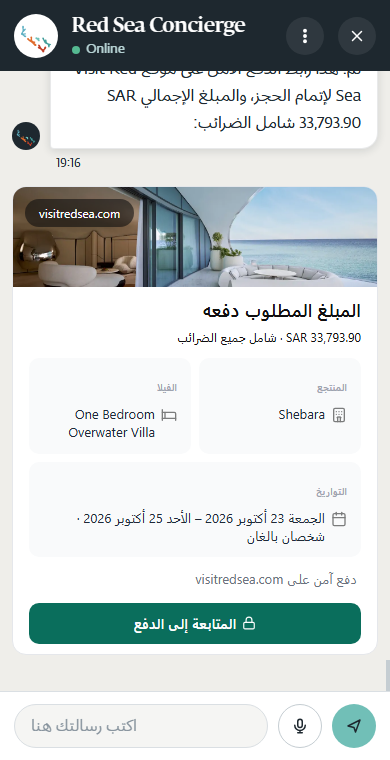 Red Sea Concierge
Online
تم. هذا رابط الدفع الآمن على موقع Visit Red
Sea لإتمام الحجز، والمبلغ الإجمالي SAR
33,793.90 شامل الضرائب:
19:16
visitredsea.com
المبلغ المطلوب دفعه
SAR 33,793.90 · شامل جميع الضرائب
المنتجع
Shebara
الفيلا
One Bedroom
Overwater Villa
التواريخ
الجمعة 23 أكتوبر 2026 – الأحد 25 أكتوبر 2026 ·
شخصان بالغان
دفع آمن على visitredsea.com
المتابعة إلى الدفع
اكتب رسالتك هنا